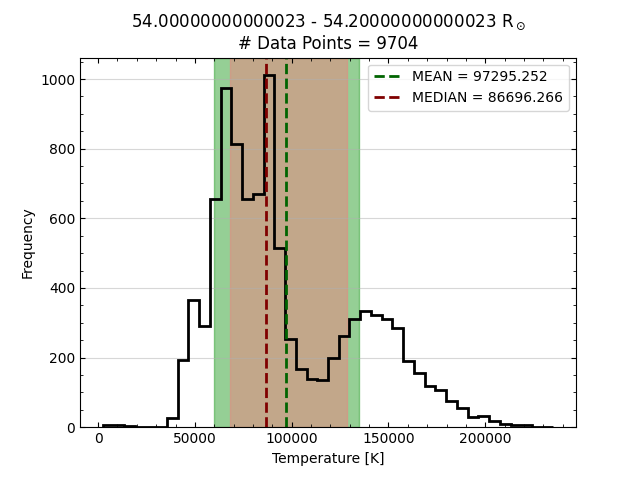 54.00000000000023 - 54.20000000000023 R⊙
# Data Points = 9704
MEAN = 97295.252
MEDIAN = 86696.266
Frequency
1000
800
600
400
200
0
0 50000 100000 150000 200000
Temperature [K]